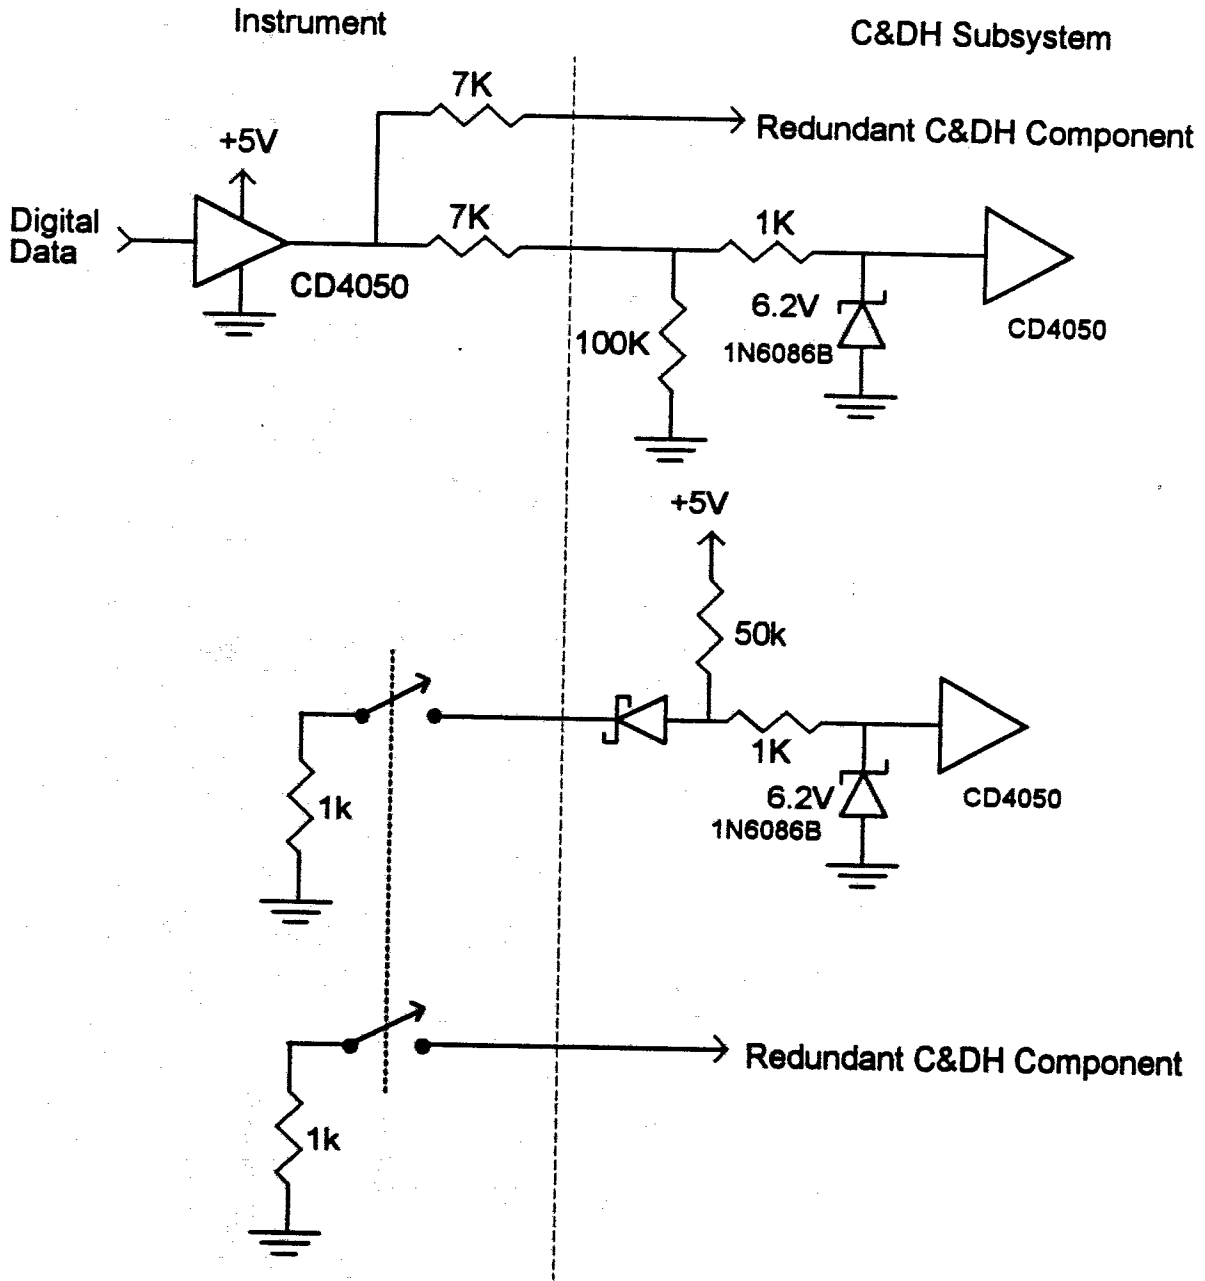 Instrument
C&DH Subsystem
7K
Redundant C&DH Component
+5V
Digital
Data
7K
1K
CD4050
6.2V
1N6086B
100K
CD4050
+5V
50k
1K
1k
6.2V
1N6086B
CD4050
Redundant C&DH Component
1k